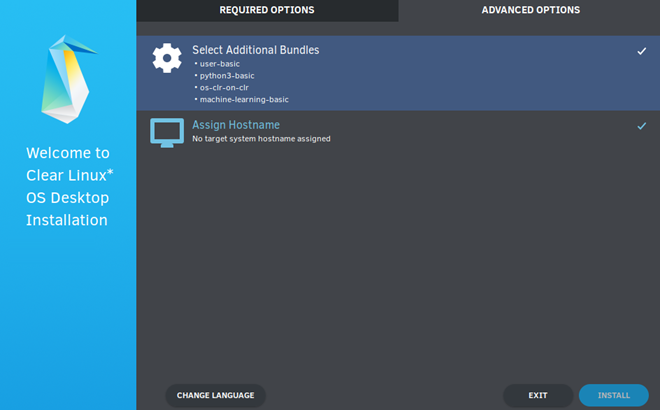 REQUIRED OPTIONS
ADVANCED OPTIONS
Welcome to
Clear Linux*
OS Desktop
Installation
Select Additional Bundles
• user-basic
• python3-basic
• os-clr-on-clr
• machine-learning-basic
Assign Hostname
No target system hostname assigned
CHANGE LANGUAGE
EXIT
INSTALL